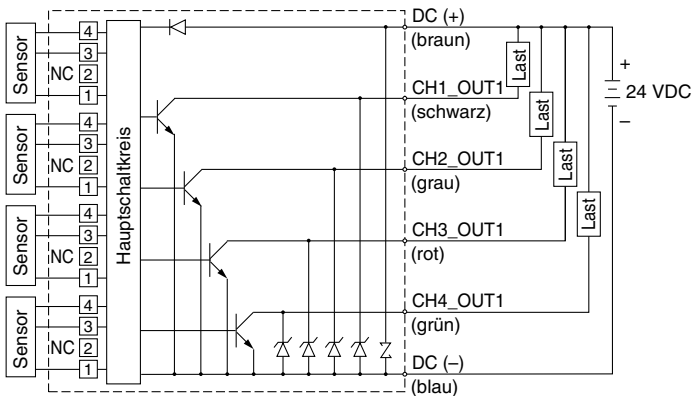 Sensor
4
3
NC 2
1
Sensor
4
3
NC 2
1
Sensor
4
3
NC 2
1
Sensor
4
3
NC 2
1
Hauptschaltkreis
DC (+)
(braun)
CH1_OUT1
(schwarz)
CH2_OUT1
(grau)
CH3_OUT1
(rot)
CH4_OUT1
(grün)
DC (–)
(blau)
Last
Last
Last
Last
+
24 VDC
–